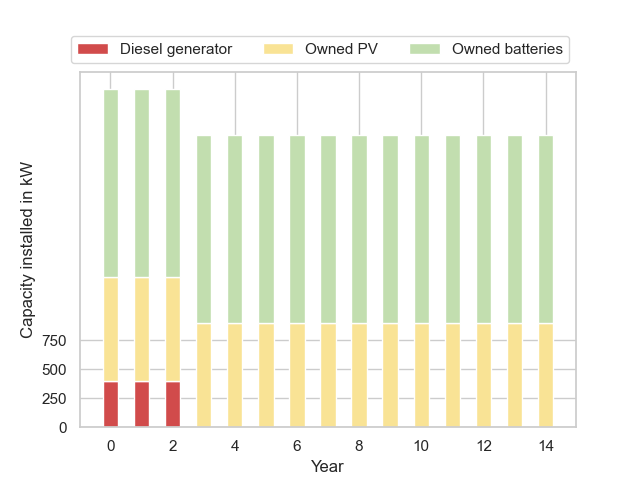 Diesel generator Owned PV Owned batteries
Capacity installed in kW
750
500
250
0
0 2 4 6 8 10 12 14
Year